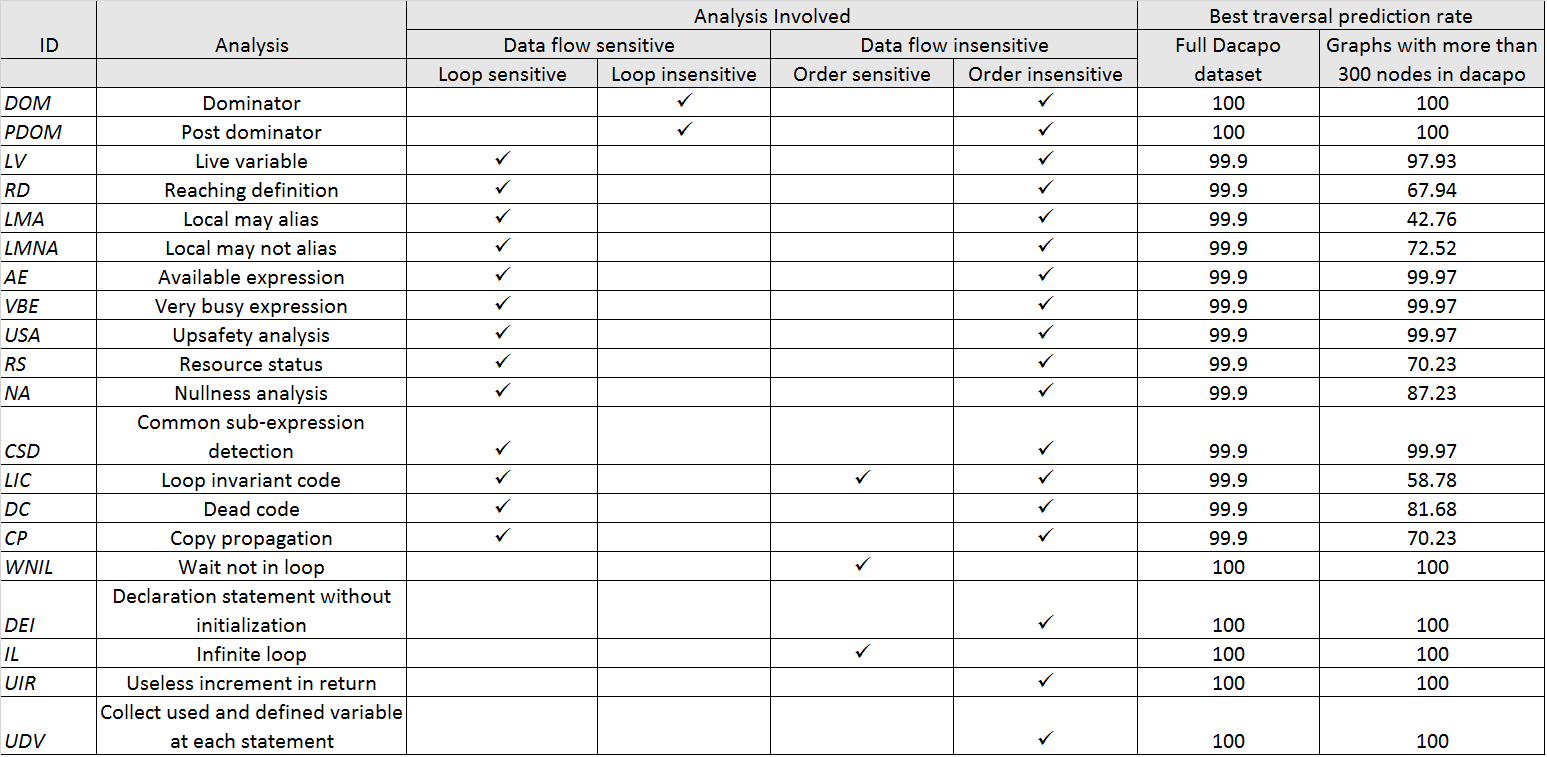 Analysis Involved Best traversal prediction rate
ID Analysis Data flow sensitive Data flow insensitive Full Dacapo Graphs with more than
Loop sensitive Loop insensitive Order sensitive Order insensitive dataset 300 nodes in dacapo
DOM Dominator ✓ ✓ 100 100
PDOM Post dominator ✓ ✓ 100 100
LV Live variable ✓ ✓ 99.9 97.93
RD Reaching definition ✓ ✓ 99.9 67.94
LMA Local may alias ✓ ✓ 99.9 42.76
LMNA Local may not alias ✓ ✓ 99.9 72.52
AE Available expression ✓ ✓ 99.9 99.97
VBE Very busy expression ✓ ✓ 99.9 99.97
USA Upsafety analysis ✓ ✓ 99.9 99.97
RS Resource status ✓ ✓ 99.9 70.23
NA Nullness analysis ✓ ✓ 99.9 87.23
Common sub-expression
CSD detection ✓ ✓ 99.9 99.97
LIC Loop invariant code ✓ ✓ ✓ 99.9 58.78
DC Dead code ✓ ✓ 99.9 81.68
CP Copy propagation ✓ ✓ 99.9 70.23
WNIL Wait not in loop ✓ 100 100
Declaration statement without
DEI initialization ✓ 100 100
IL Infinite loop ✓ 100 100
UIR Useless increment in return ✓ 100 100
Collect used and defined variable
UDV at each statement ✓ 100 100